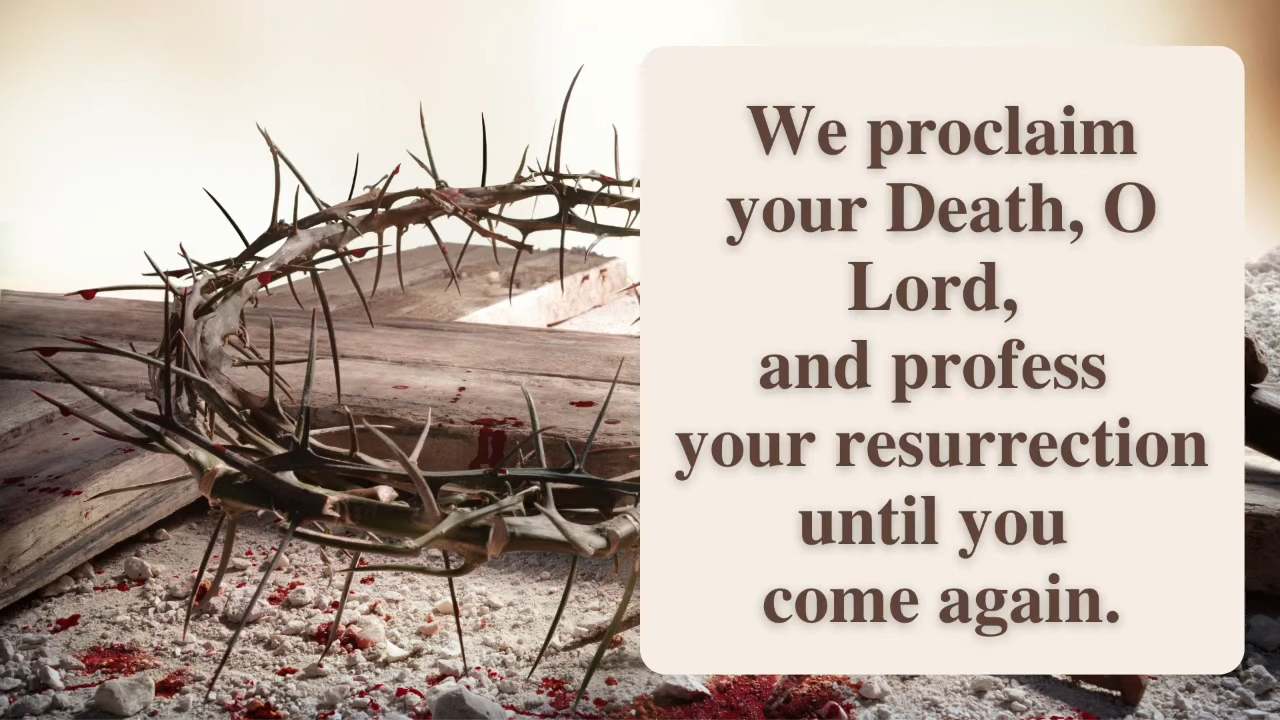 We proclaim
your Death, O
Lord,
and profess
your resurrection
until you
come again.